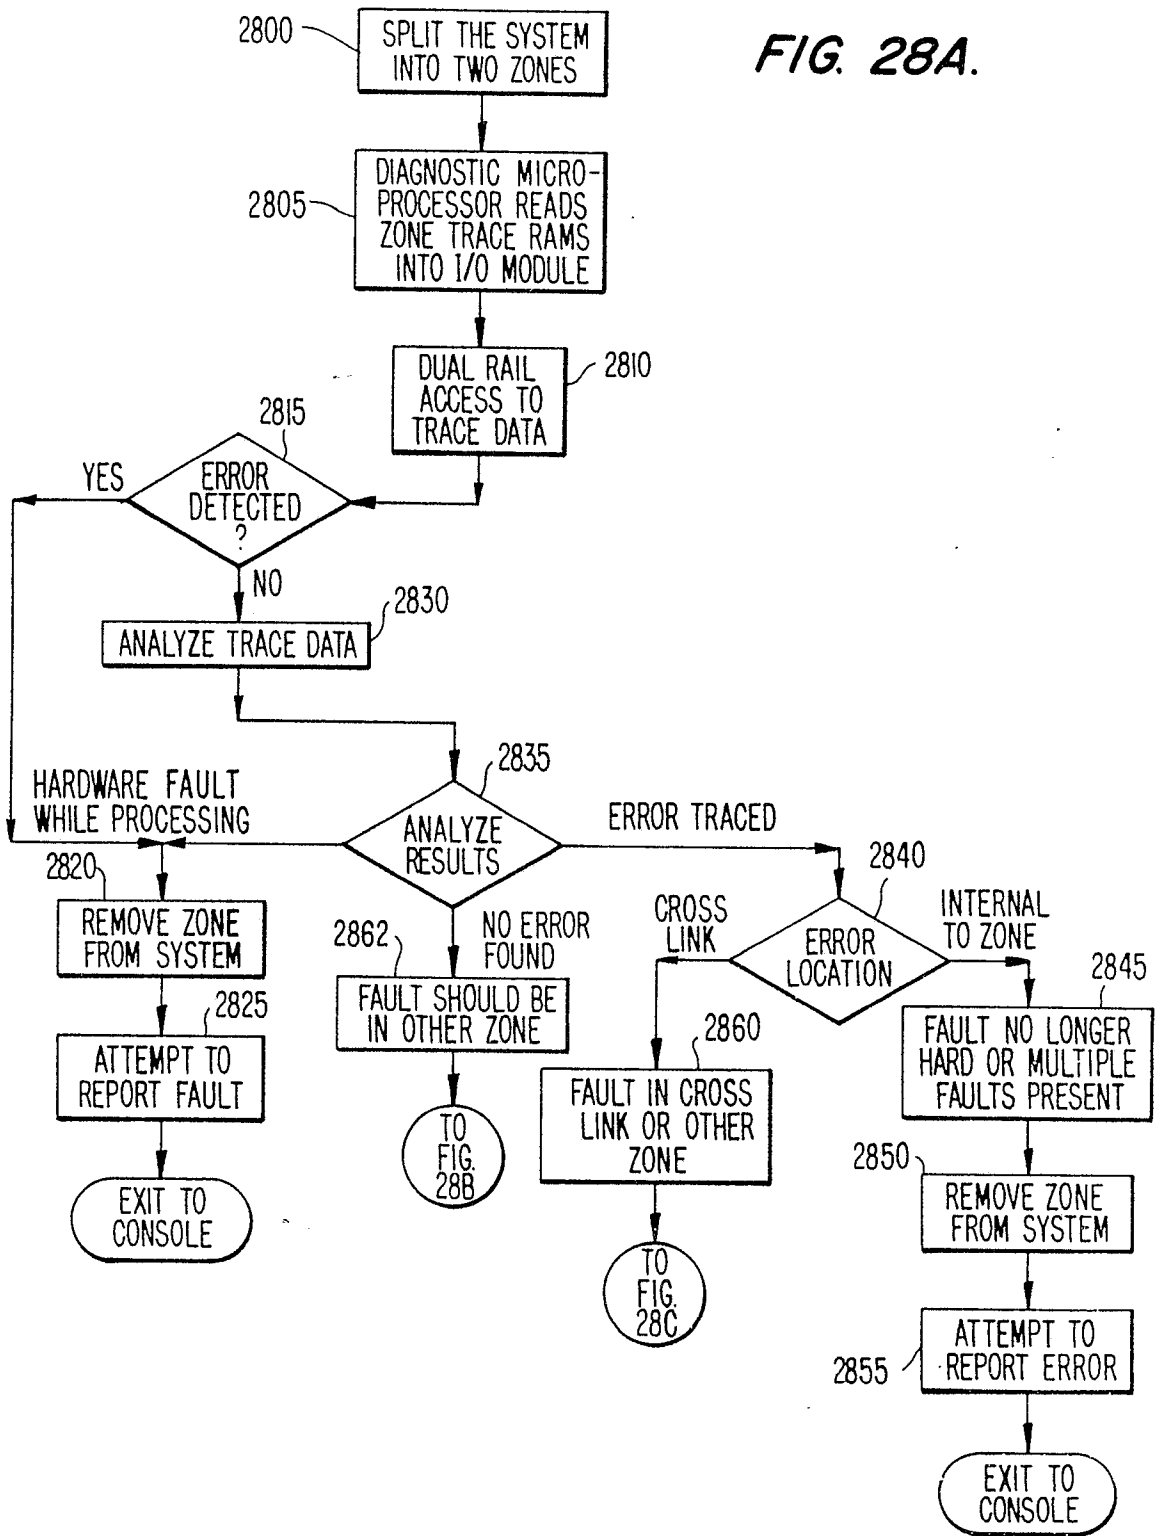 FIG. 28A.
2800
SPLIT THE SYSTEM
INTO TWO ZONES
2805
DIAGNOSTIC MICRO-
PROCESSOR READS
ZONE TRACE RAMS
INTO I/O MODULE
2810
DUAL RAIL
ACCESS TO
TRACE DATA
2815
YES
ERROR
DETECTED
?
NO
2830
ANALYZE TRACE DATA
2835
HARDWARE FAULT
WHILE PROCESSING
ANALYZE
RESULTS
ERROR TRACED
2820
REMOVE ZONE
FROM SYSTEM
2825
ATTEMPT TO
REPORT FAULT
EXIT TO
CONSOLE
NO ERROR
FOUND
2862
FAULT SHOULD BE
IN OTHER ZONE
TO
FIG.
28B
2840
CROSS
LINK
ERROR
LOCATION
INTERNAL
TO ZONE
2860
FAULT IN CROSS
LINK OR OTHER
ZONE
TO
FIG.
28C
2845
FAULT NO LONGER
HARD OR MULTIPLE
FAULTS PRESENT
2850
REMOVE ZONE
FROM SYSTEM
2855
ATTEMPT TO
REPORT ERROR
EXIT TO
CONSOLE